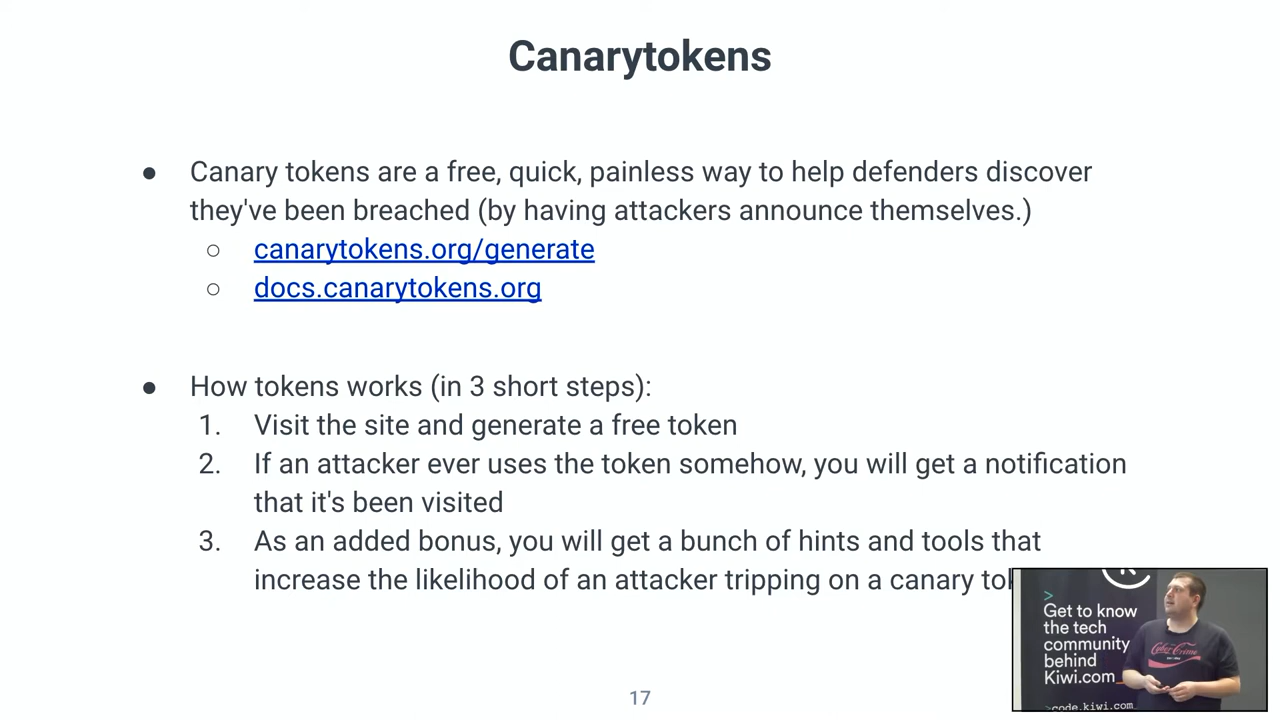 Canarytokens
● Canary tokens are a free, quick, painless way to help defenders discover
they've been breached (by having attackers announce themselves.)
○ canarytokens.org/generate
○ docs.canarytokens.org
● How tokens works (in 3 short steps):
1. Visit the site and generate a free token
2. If an attacker ever uses the token somehow, you will get a notification
that it's been visited
3. As an added bonus, you will get a bunch of hints and tools that
increase the likelihood of an attacker tripping on a canary
>
Get to know
the tech
community
behind
Kiwi.com_
Cyber Crime
>code.kiwi.com
17